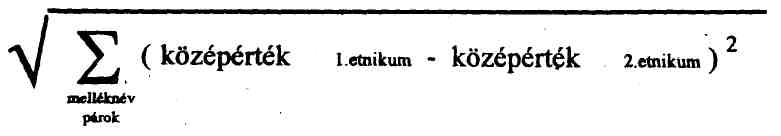 √ ∑ ( középérték 1.etnikum - középérték 2.etnikum ) 2
melléknév
párok